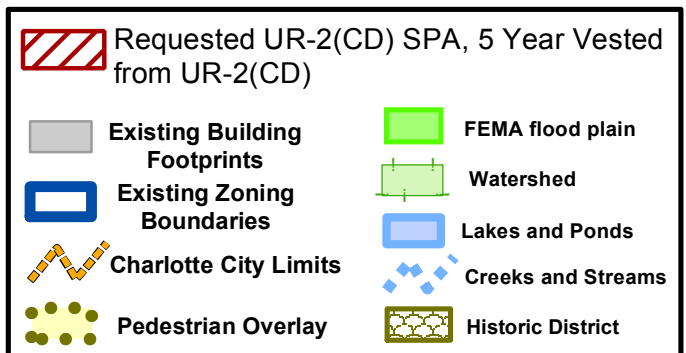 Requested UR-2(CD) SPA, 5 Year Vested
from UR-2(CD)
Existing Building
Footprints
Existing Zoning
Boundaries
Charlotte City Limits
Pedestrian Overlay
FEMA flood plain
Watershed
Lakes and Ponds
Creeks and Streams
Historic District